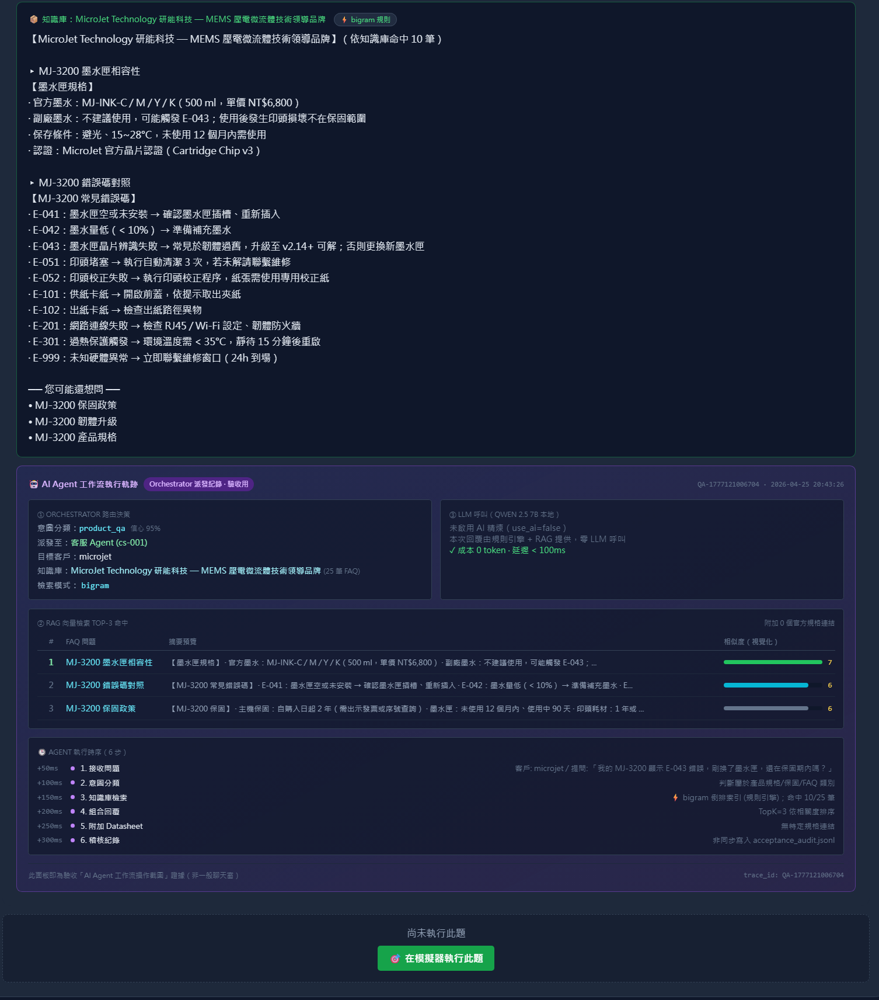 📦 知識庫：MicroJet Technology 研能科技 — MEMS 壓電微流體技術領導品牌 ⚡ bigram 規則
【MicroJet Technology 研能科技 — MEMS 壓電微流體技術領導品牌】（依知識庫命中 10 筆）
▸ MJ-3200 墨水匣相容性
【墨水匣規格】
· 官方墨水：MJ-INK-C / M / Y / K（500 ml，單價 NT$6,800）
· 副廠墨水：不建議使用，可能觸發 E-043；使用後發生印頭損壞不在保固範圍
· 保存條件：避光、15~28°C，未使用 12 個月內需使用
· 認證：MicroJet 官方晶片認證（Cartridge Chip v3）
▸ MJ-3200 錯誤碼對照
【MJ-3200 常見錯誤碼】
· E-041：墨水匣空或未安裝 → 確認墨水匣插槽、重新插入
· E-042：墨水量低（< 10%） → 準備補充墨水
· E-043：墨水匣晶片辨識失敗 → 常見於韌體過舊，升級至 v2.14+ 可解；否則更換新墨水匣
· E-051：印頭堵塞 → 執行自動清潔 3 次，若未解請聯繫維修
· E-052：印頭校正失敗 → 執行印頭校正程序，紙張需使用專用校正紙
· E-101：供紙卡紙 → 開啟前蓋，依提示取出夾紙
· E-102：出紙卡紙 → 檢查出紙路徑異物
· E-201：網路連線失敗 → 檢查 RJ45 / Wi-Fi 設定、韌體防火牆
· E-301：過熱保護觸發 → 環境溫度需 < 35°C，靜待 15 分鐘後重啟
· E-999：未知硬體異常 → 立即聯繫維修窗口（24h 到場）
── 您可能還想問 ──
• MJ-3200 保固政策
• MJ-3200 韌體升級
• MJ-3200 產品規格
AI Agent 工作流執行軌跡 Orchestrator 派發紀錄 · 驗收用 QA-1777121006704 · 2026-04-25 20:43:26
① ORCHESTRATOR 路由決策
意圖分類：product_qa 信心 95%
派發至：客服 Agent (cs-001)
目標客戶：microjet
知識庫：MicroJet Technology 研能科技 — MEMS 壓電微流體技術領導品牌 (25 筆 FAQ)
檢索模式： bigram
③ LLM 呼叫（QWEN 2.5 7B 本地）
未啟用 AI 精煉（use_ai=false）
本次回覆由規則引擎 + RAG 提供，零 LLM 呼叫
✓ 成本 0 token · 延遲 < 100ms
② RAG 向量檢索 TOP-3 命中 附加 0 個官方規格連結
# FAQ 問題 摘要預覽 相似度（視覺化）
1 MJ-3200 墨水匣相容性 【墨水匣規格】 · 官方墨水：MJ-INK-C / M / Y / K（500 ml，單價 NT$6,800） · 副廠墨水：不建議使用，可能觸發 E-043；… 7
2 MJ-3200 錯誤碼對照 【MJ-3200 常見錯誤碼】 · E-041：墨水匣空或未安裝 → 確認墨水匣插槽、重新插入 · E-042：墨水量低（< 10%） → 準備補充墨水 · E… 6
3 MJ-3200 保固政策 【MJ-3200 保固】 · 主機保固：自購入日起 2 年（需出示發票或序號查詢） · 墨水匣：未使用 12 個月內、使用中 90 天 · 印頭耗材：1 年或 … 6
🕒 AGENT 執行時序（6 步）
+50ms 1. 接收問題 客戶: microjet / 提問: 「我的 MJ-3200 顯示 E-043 錯誤，剛換了墨水匣，還在保固期內嗎？」
+100ms 2. 意圖分類 判斷屬於產品規格/保固/FAQ 類別
+150ms 3. 知識庫檢索 ⚡ bigram 倒排索引 (規則引擎)；命中 10/25 筆
+200ms 4. 組合回覆 TopK=3 依相關度排序
+250ms 5. 附加 Datasheet 無特定規格連結
+300ms 6. 稽核紀錄 非同步寫入 acceptance_audit.jsonl
此面板即為驗收「AI Agent 工作流操作截圖」證據（非一般聊天窗） trace_id: QA-1777121006704
尚未執行此題
🎯 在模擬器執行此題